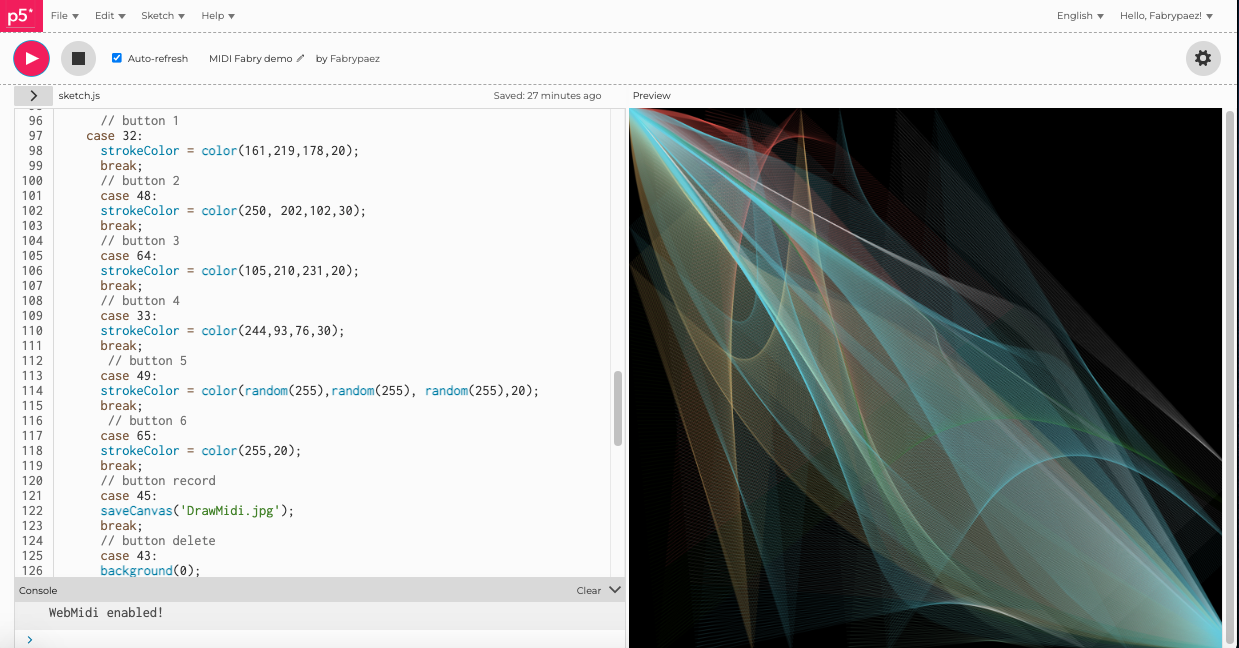 p5* File Edit Sketch Help English Hello, Fabrypaez!
Auto-refresh MIDI Fabry demo by Fabrypaez
sketch.js Saved: 27 minutes ago Preview
96 // button 1
97 case 32:
98 strokeColor = color(161,219,178,20);
99 break;
100 // button 2
101 case 48:
102 strokeColor = color(250, 202,102,30);
103 break;
104 // button 3
105 case 64:
106 strokeColor = color(105,210,231,20);
107 break;
108 // button 4
109 case 33:
110 strokeColor = color(244,93,76,30);
111 break;
112 // button 5
113 case 49:
114 strokeColor = color(random(255),random(255), random(255),20);
115 break;
116 // button 6
117 case 65:
118 strokeColor = color(255,20);
119 break;
120 // button record
121 case 45:
122 saveCanvas('DrawMidi.jpg');
123 break;
124 // button delete
125 case 43:
126 background(0);
Console Clear
WebMidi enabled!
>